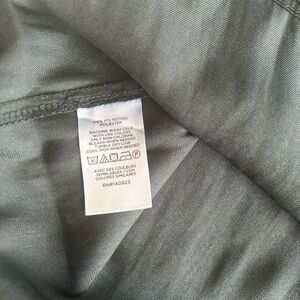 100% POLYESTER/
POLYESTER
MACHINE WASH COLD
WITH LIKE COLORS
ONLY NON-CHLORINE
BLEACH WHEN NEEDED
TUMBLE DRY LOW
COOL IRON WHEN NEEDED
P
AVEC DES COULEURS
SEMBLABLES / CON
COLORES SIMILARES
RN#140923